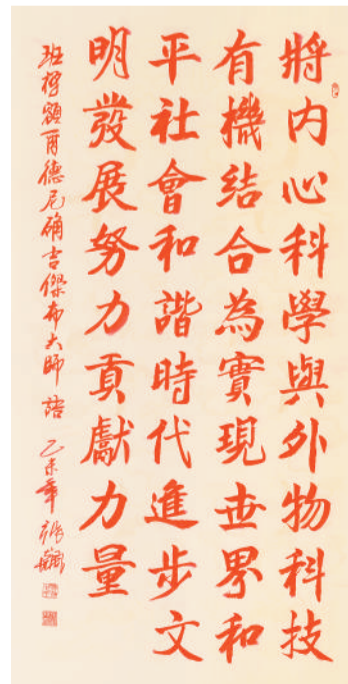 將内心科學與外物科技
有機結合為實現世界和
平社會和諧時代進步文
明發展努力貢獻力量
班禪額爾德尼確吉傑布大師 語 乙未年